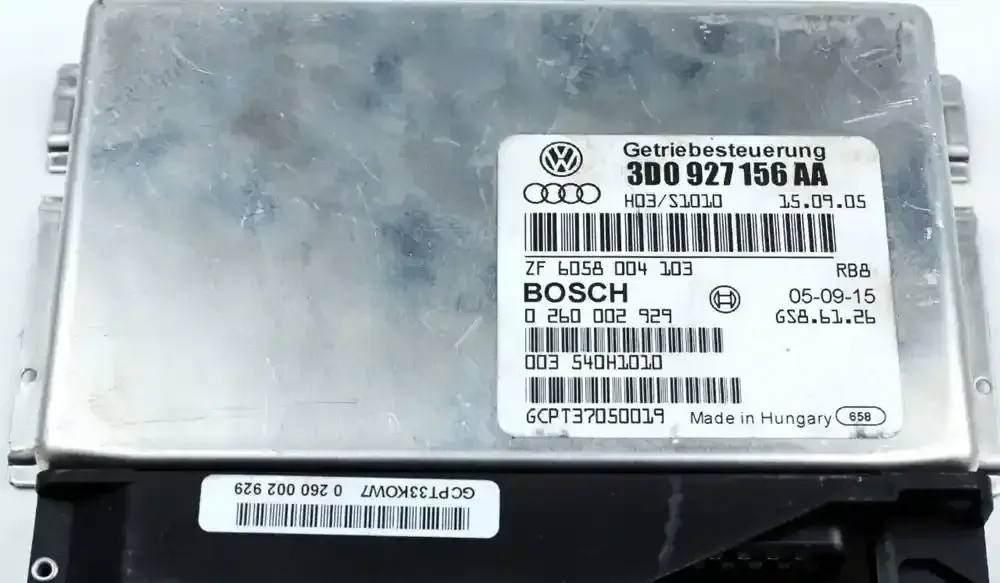 Getriebesteuerung
3D0 927 156 AA
H03/S1010 15.09.05
ZF 6058 004 103 RB8
BOSCH 05-09-15
0 260 002 929 GS8.61.26
003 540H1010
GCPT37050019 Made in Hungary 658
GCPT33KOW7 0 260 002 929